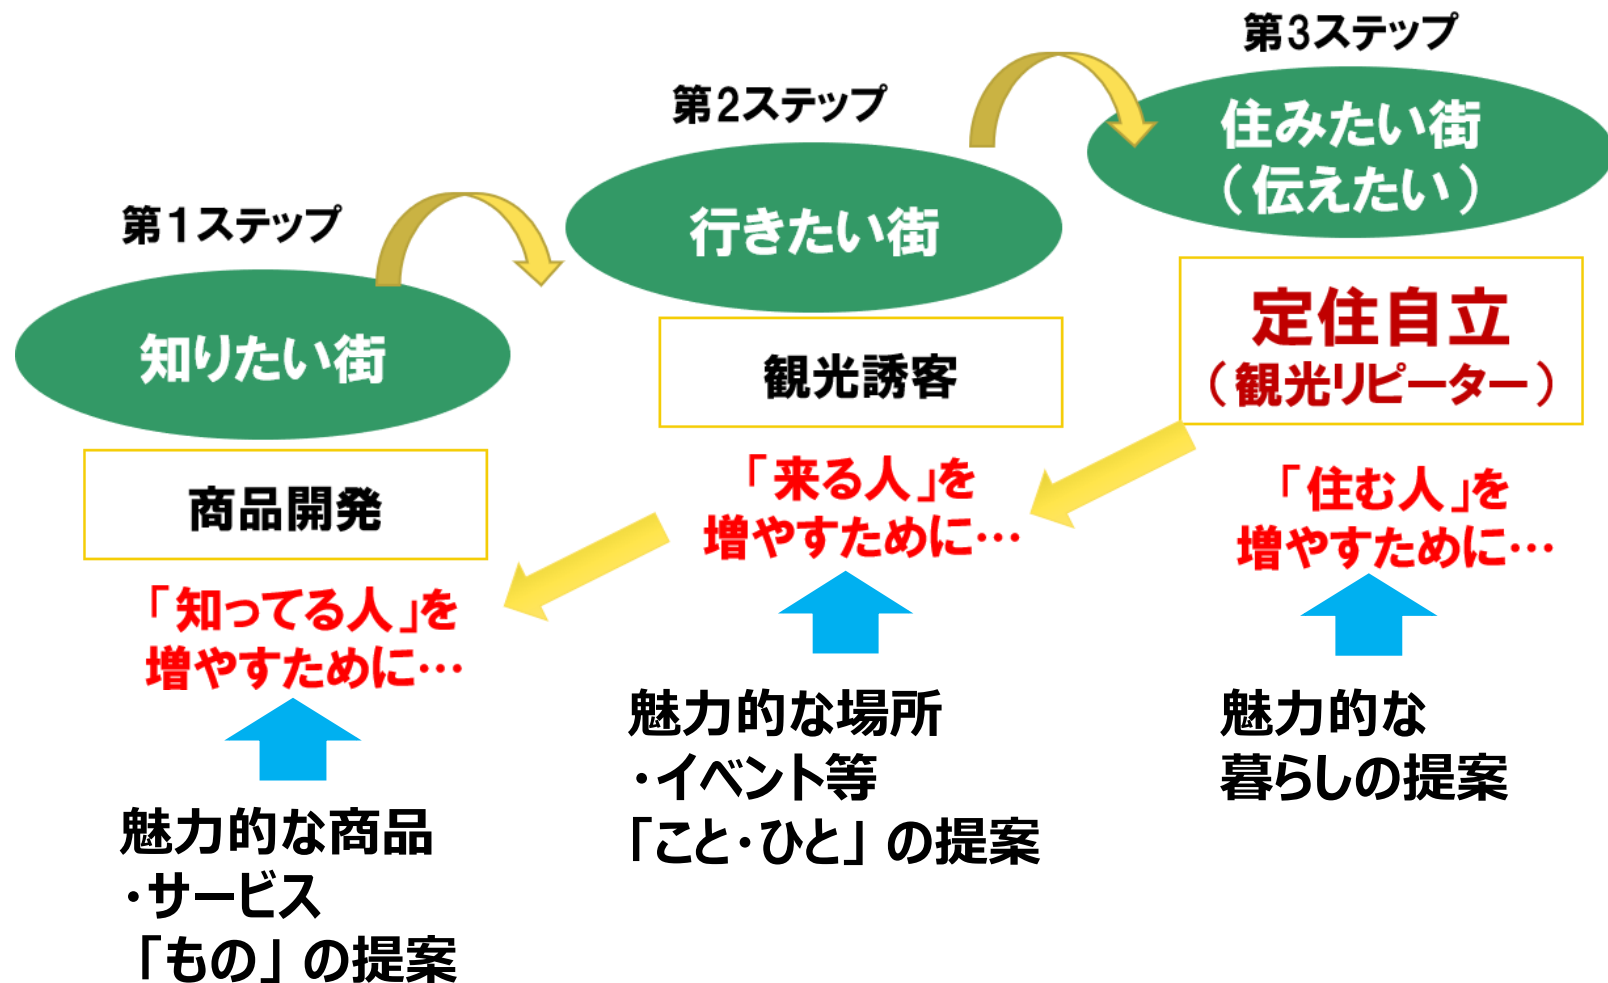 第1ステップ
知りたい街
商品開発
「知ってる人」を
増やすために…
魅力的な商品
・サービス
「もの」の提案
第2ステップ
行きたい街
観光誘客
「来る人」を
増やすために…
魅力的な場所
・イベント等
「こと・ひと」の提案
第3ステップ
住みたい街
（伝えたい）
定住自立
（観光リピーター）
「住む人」を
増やすために…
魅力的な
暮らしの提案